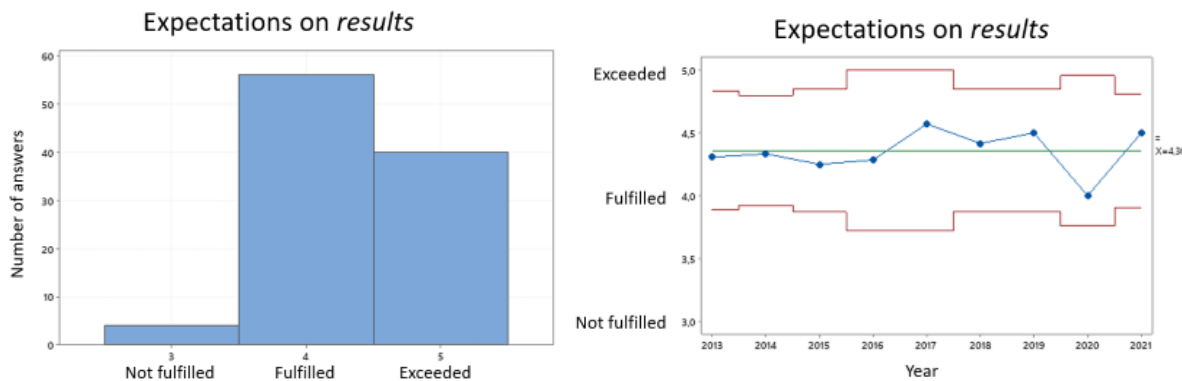 Expectations on results
60
50
40
30
20
10
0
Number of answers
3
4
5
Not fulfilled
Fulfilled
Exceeded
Expectations on results
Exceeded
Fulfilled
Not fulfilled
5,0
4,5
4,0
3,5
3,0
=
X=4,36
2013
2014
2015
2016
2017
2018
2019
2020
2021
Year